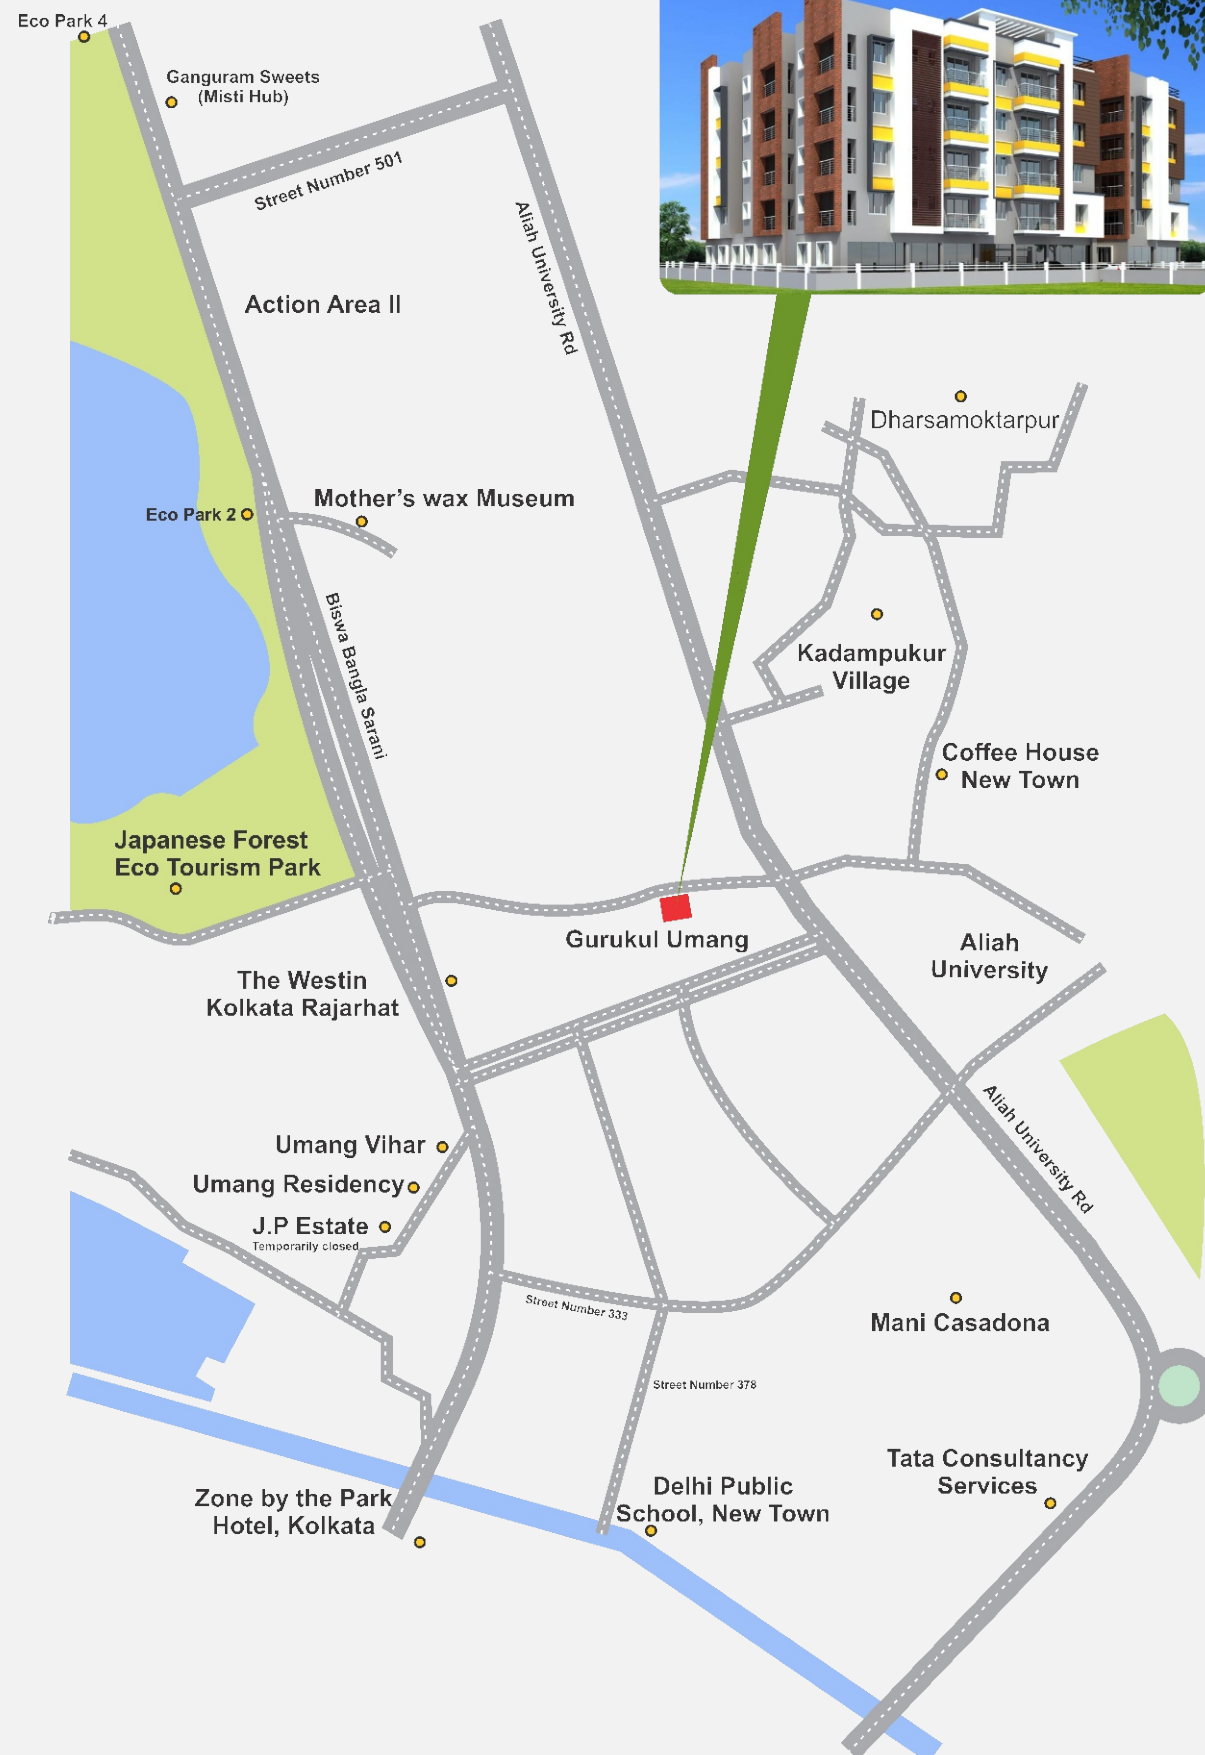 Eco Park 4
Ganguram Sweets
(Misti Hub)
Street Number 501
Aliah University Rd
Action Area II
Dharsamoktarpur
Mother's wax Museum
Eco Park 2
Biswa Bangla Sarani
Kadampukur
Village
Coffee House
New Town
Japanese Forest
Eco Tourism Park
Gurukul Umang
Aliah
University
The Westin
Kolkata Rajarhat
Aliah University Rd
Umang Vihar
Umang Residency
J.P Estate
Temporarily closed
Street Number 333
Mani Casadona
Street Number 378
Tata Consultancy
Services
Delhi Public
School, New Town
Zone by the Park
Hotel, Kolkata